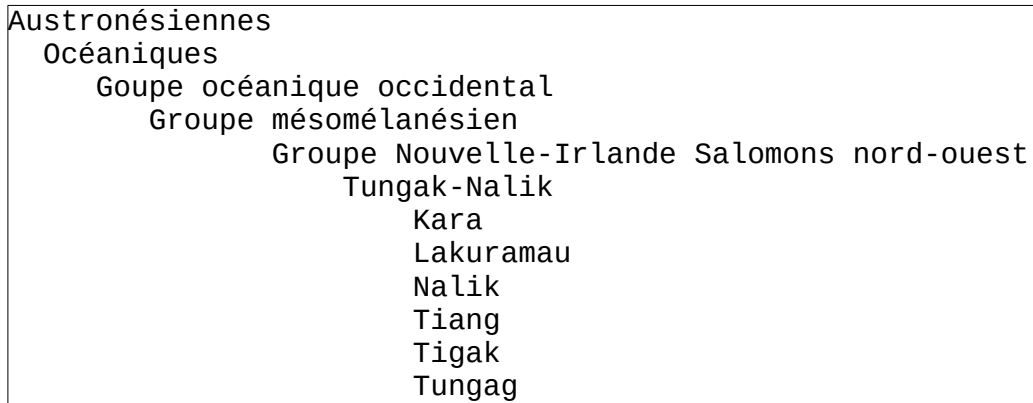 Austronésiennes
Océaniques
Goupe océanique occidental
Groupe mésomélanésien
Groupe Nouvelle-Irlande Salomons nord-ouest
Tungak-Nalik
Kara
Lakuramau
Nalik
Tiang
Tigak
Tungag